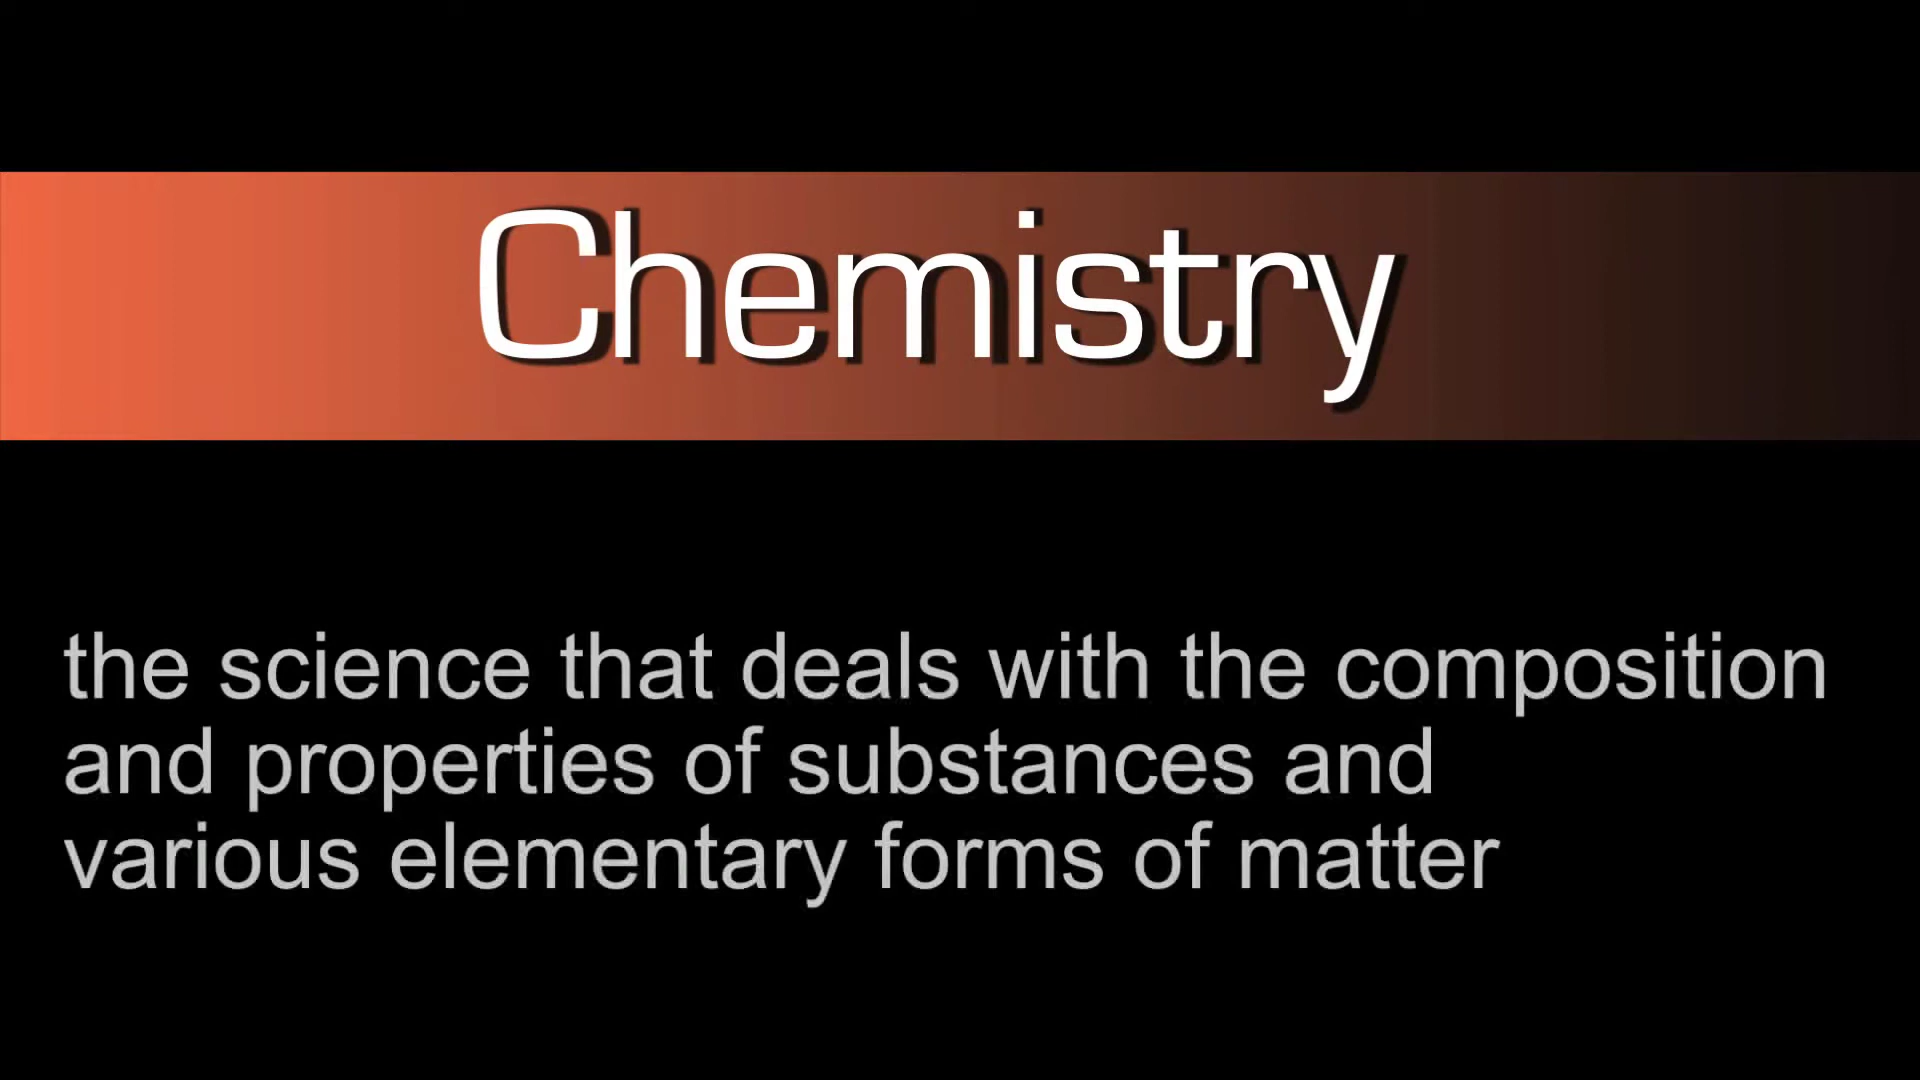 Chemistry
the science that deals with the composition
and properties of substances and
various elementary forms of matter